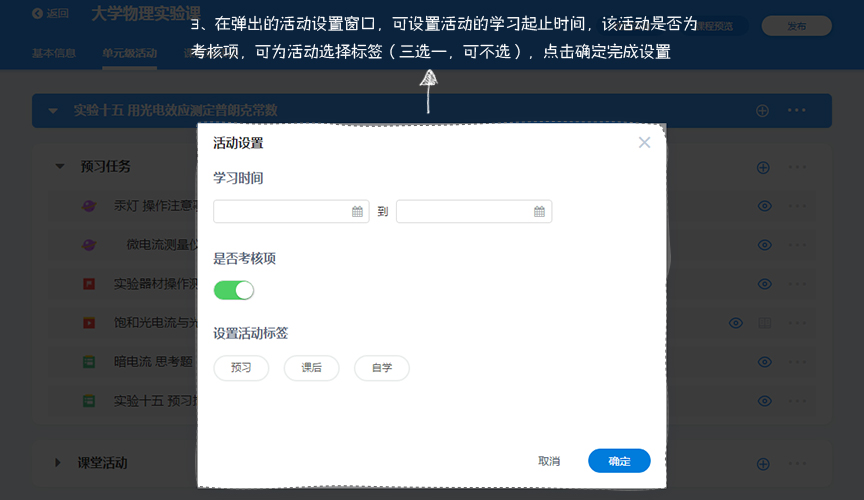 返回
大学物理实验课
3、在弹出的活动设置窗口，可设置活动的学习起止时间，该活动是否为
课程预览
发布
基本信息
单元级活动
考核项，可为活动选择标签（三选一，可不选），点击确定完成设置
实验十五 用光电效应测定普朗克常数
活动设置
预习任务
学习时间
汞灯 操作注意
到
微电流测量仪
是否考核项
实验器材操作测
饱和光电流与光
设置活动标签
暗电流 思考题
预习
课后
自学
实验十五 预习
课堂活动
取消
确定